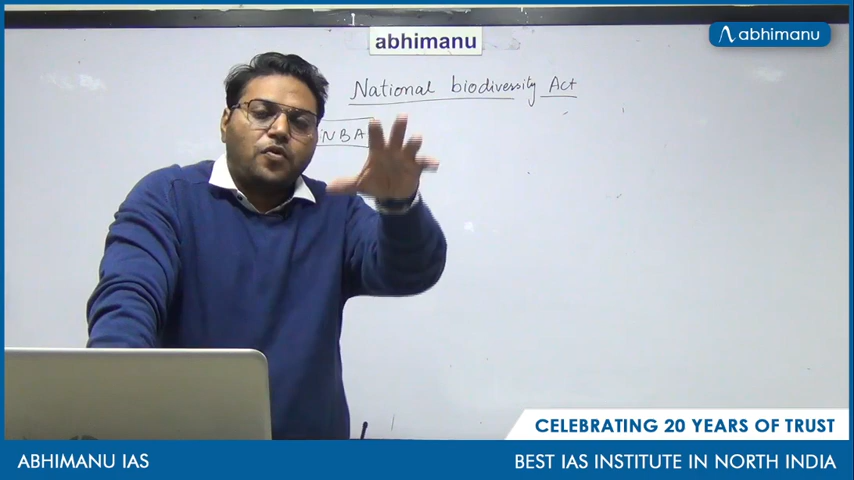 abhimanu
abhimanu
National biodiversity Act
NBA
CELEBRATING 20 YEARS OF TRUST
ABHIMANU IAS
BEST IAS INSTITUTE IN NORTH INDIA